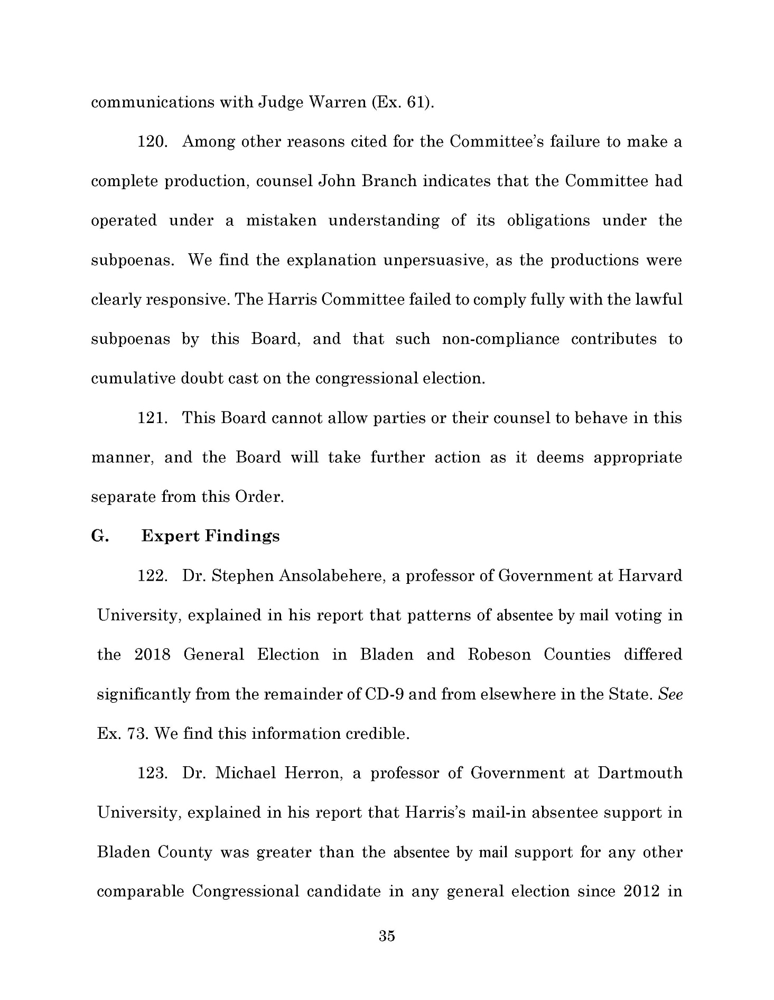 communications with Judge Warren (Ex. 61).
120. Among other reasons cited for the Committee’s failure to make a
complete production, counsel John Branch indicates that the Committee had
operated under a mistaken understanding of its obligations under the
subpoenas. We find the explanation unpersuasive, as the productions were
clearly responsive. The Harris Committee failed to comply fully with the lawful
subpoenas by this Board, and that such non-compliance contributes to
cumulative doubt cast on the congressional election.
121. This Board cannot allow parties or their counsel to behave in this
manner, and the Board will take further action as it deems appropriate
separate from this Order.
G. Expert Findings
122. Dr. Stephen Ansolabehere, a professor of Government at Harvard
University, explained in his report that patterns of absentee by mail voting in
the 2018 General Election in Bladen and Robeson Counties differed
significantly from the remainder of CD-9 and from elsewhere in the State. See
Ex. 73. We find this information credible.
123. Dr. Michael Herron, a professor of Government at Dartmouth
University, explained in his report that Harris’s mail-in absentee support in
Bladen County was greater than the absentee by mail support for any other
comparable Congressional candidate in any general election since 2012 in
35